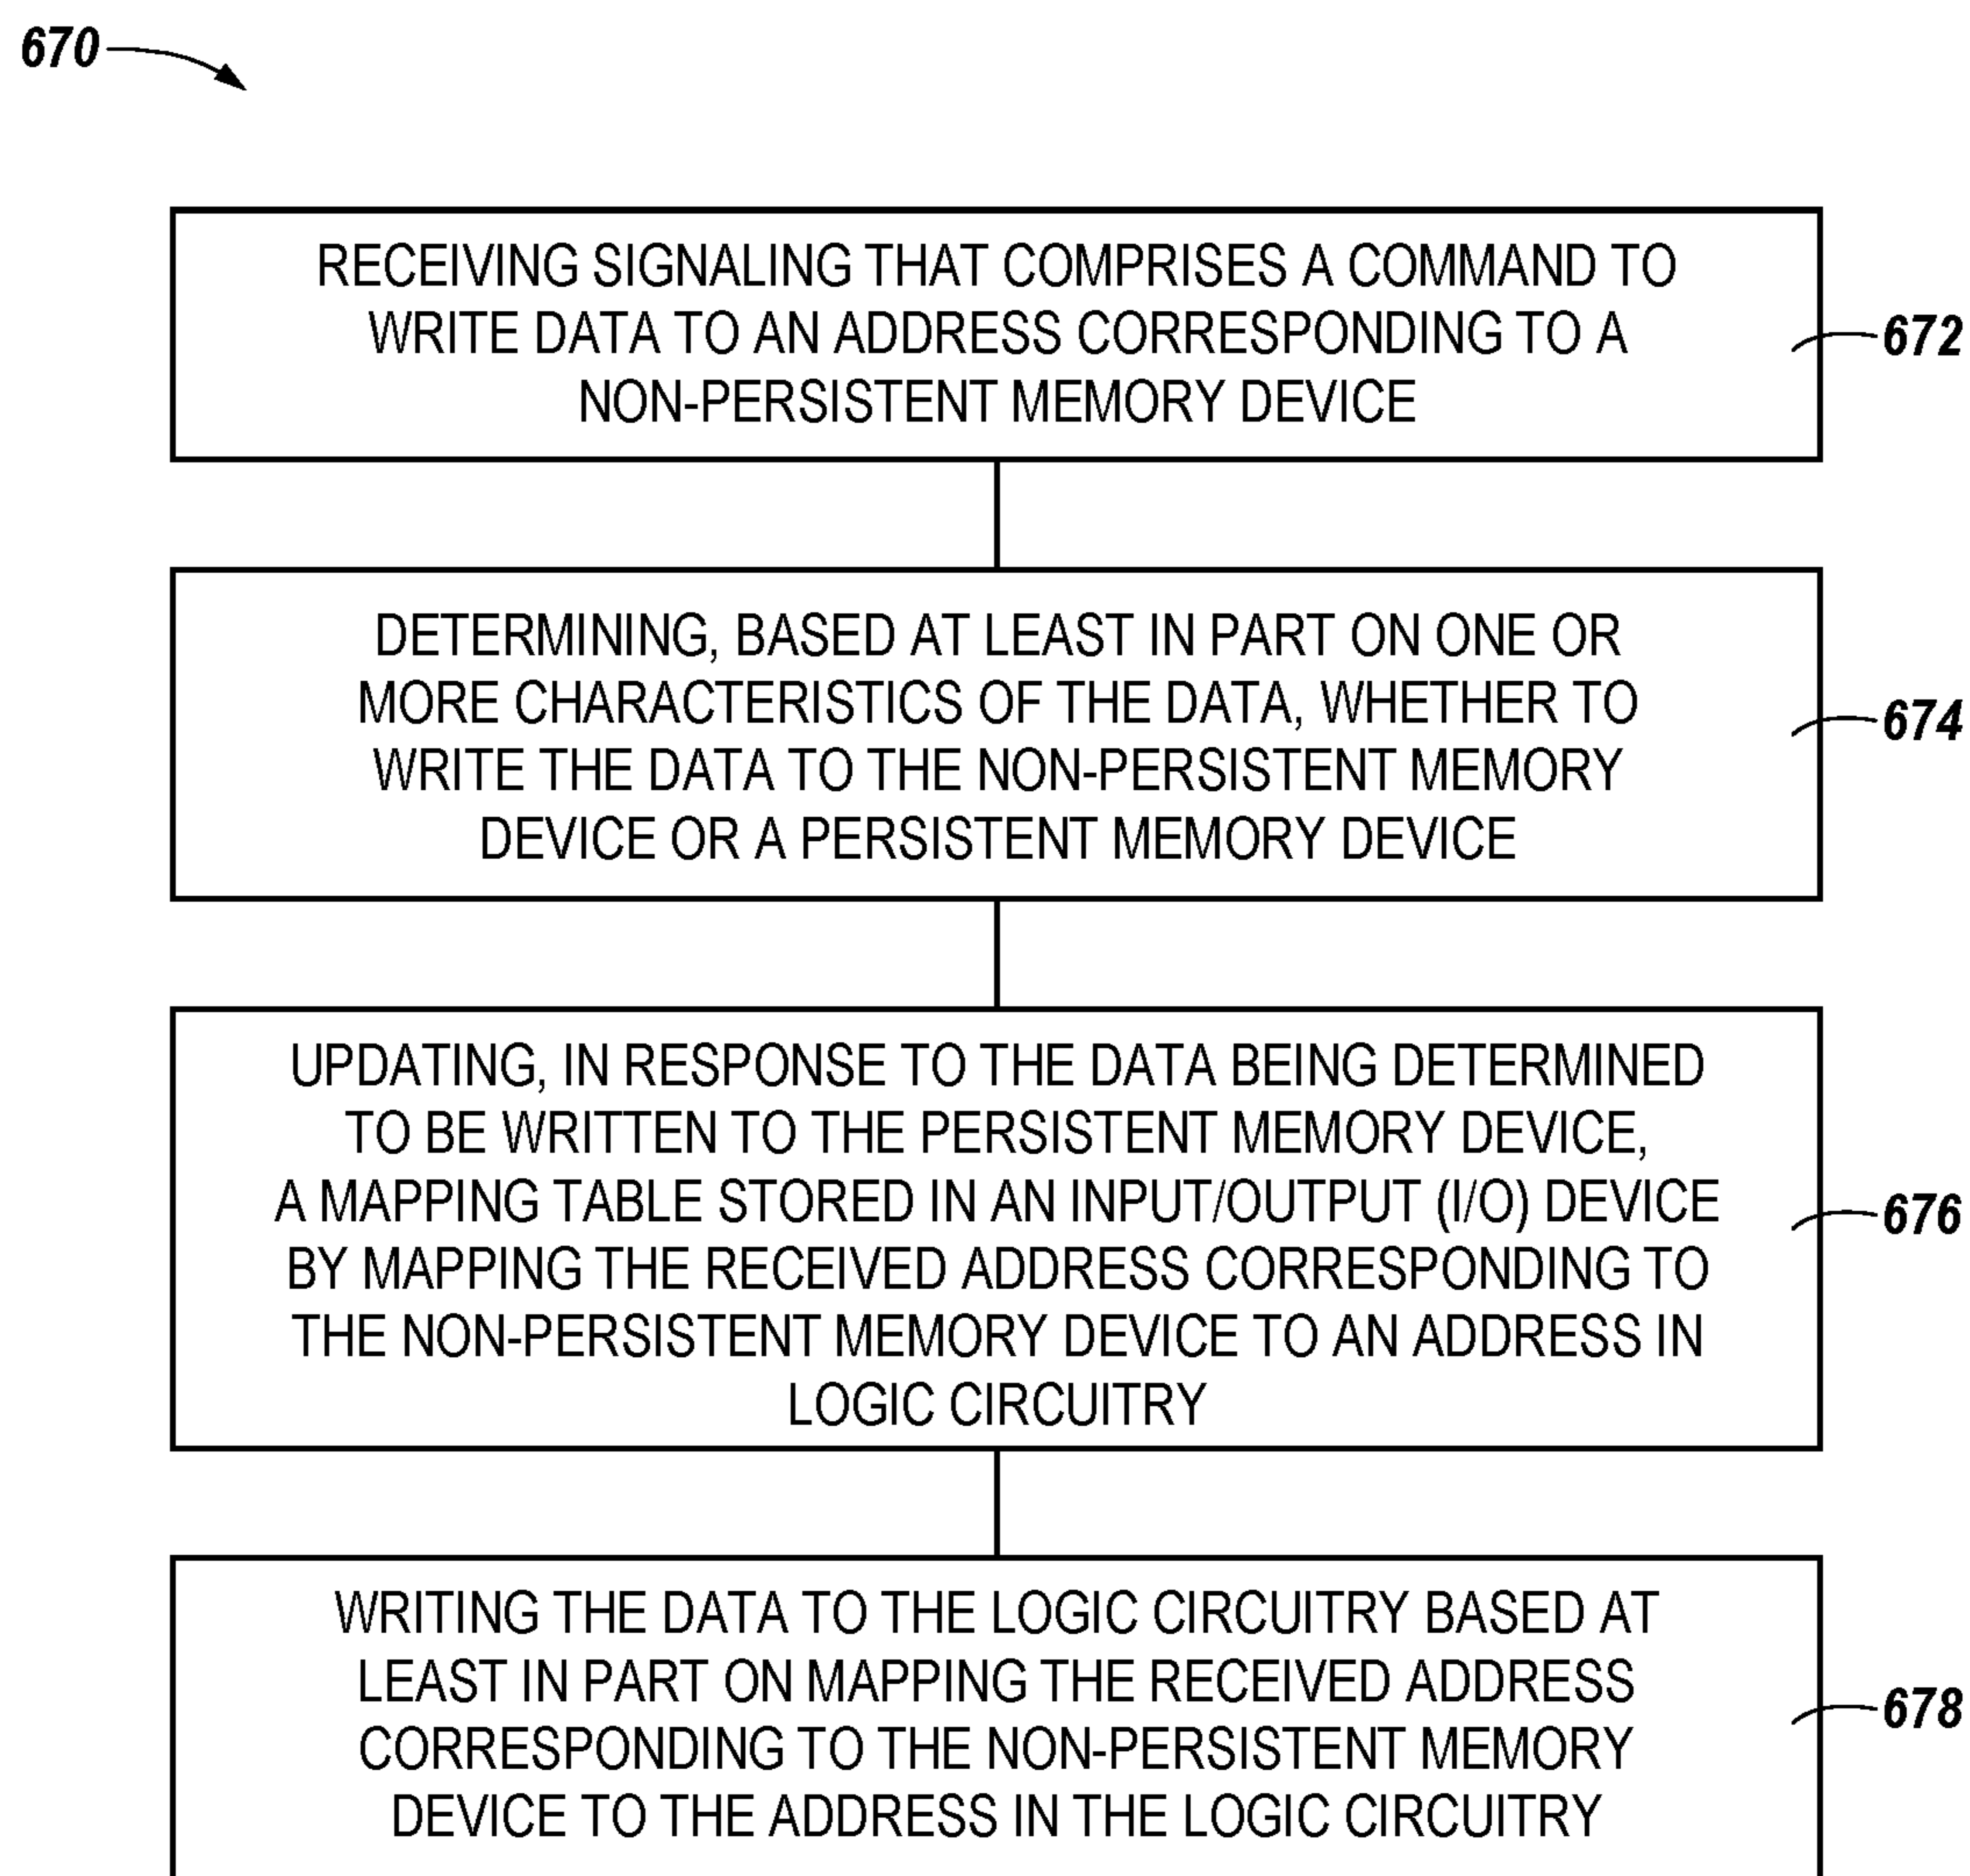 670
RECEIVING SIGNALING THAT COMPRISES A COMMAND TO
WRITE DATA TO AN ADDRESS CORRESPONDING TO A
NON-PERSISTENT MEMORY DEVICE
672
DETERMINING, BASED AT LEAST IN PART ON ONE OR
MORE CHARACTERISTICS OF THE DATA, WHETHER TO
WRITE THE DATA TO THE NON-PERSISTENT MEMORY
DEVICE OR A PERSISTENT MEMORY DEVICE
674
UPDATING, IN RESPONSE TO THE DATA BEING DETERMINED
TO BE WRITTEN TO THE PERSISTENT MEMORY DEVICE,
A MAPPING TABLE STORED IN AN INPUT/OUTPUT (I/O) DEVICE
BY MAPPING THE RECEIVED ADDRESS CORRESPONDING TO
THE NON-PERSISTENT MEMORY DEVICE TO AN ADDRESS IN
LOGIC CIRCUITRY
676
WRITING THE DATA TO THE LOGIC CIRCUITRY BASED AT
LEAST IN PART ON MAPPING THE RECEIVED ADDRESS
CORRESPONDING TO THE NON-PERSISTENT MEMORY
DEVICE TO THE ADDRESS IN THE LOGIC CIRCUITRY
678